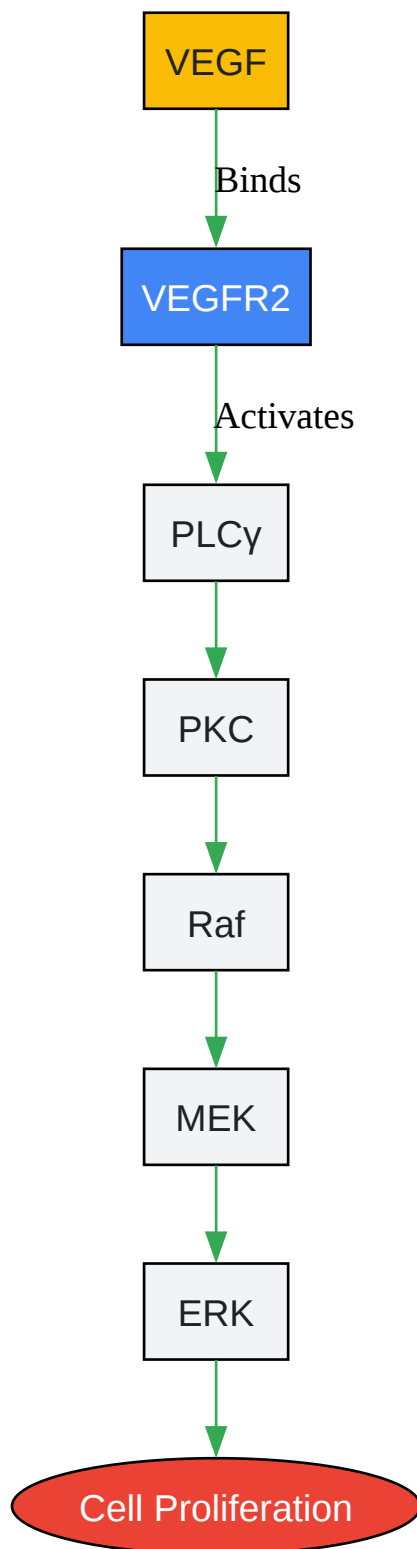 VEGF
Binds
VEGFR2
Activates
PLCγ
PKC
Raf
MEK
ERK
Cell Proliferation